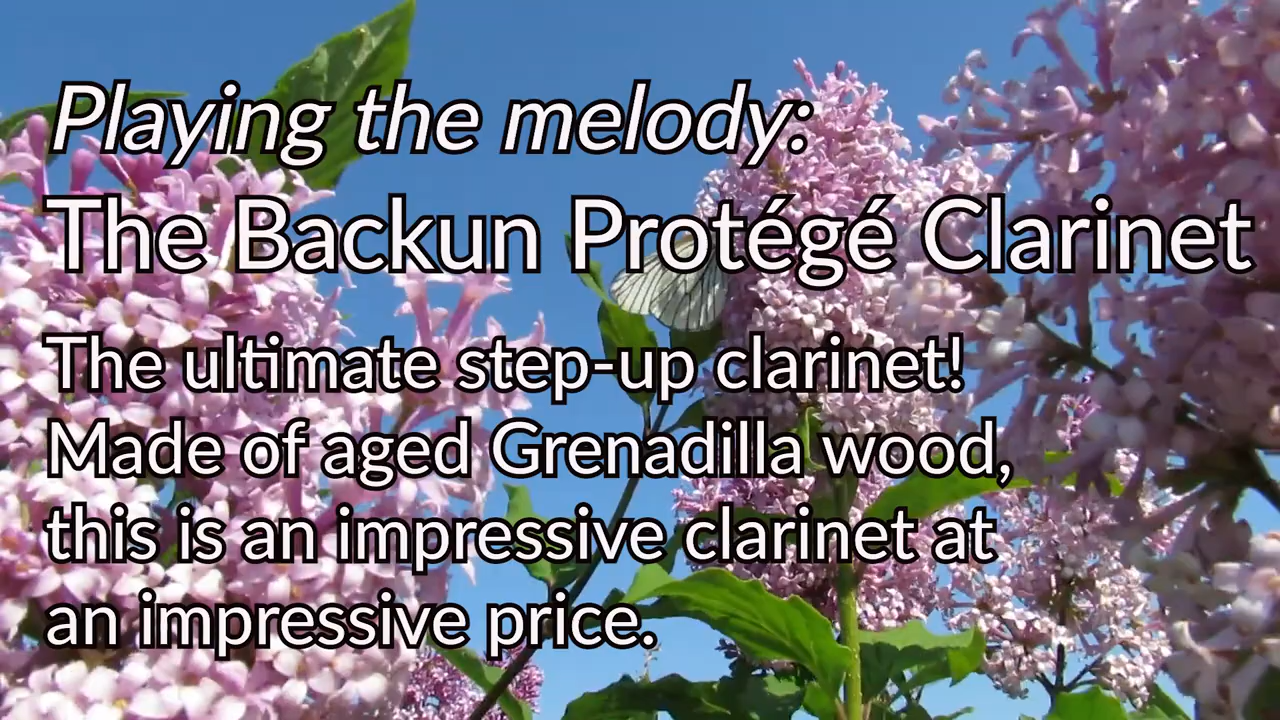 Playing the melody:
The Backun Protégé Clarinet
The ultimate step-up clarinet!
Made of aged Grenadilla wood,
this is an impressive clarinet at
an impressive price.